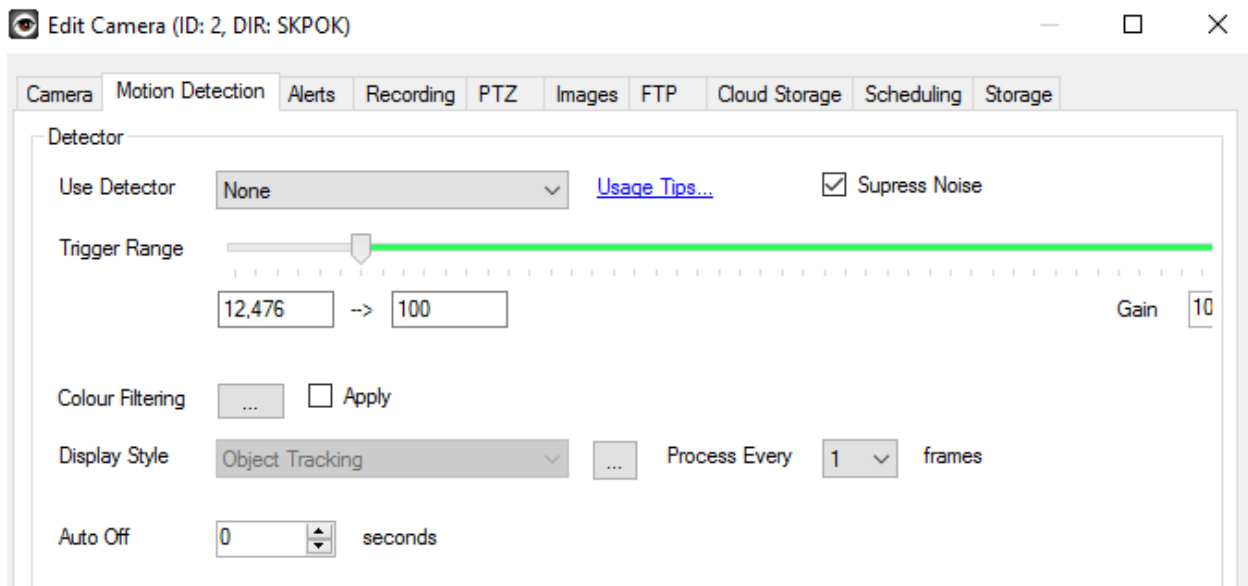 Edit Camera (ID: 2, DIR: SKPOK)
Camera Motion Detection Alerts Recording PTZ Images FTP Cloud Storage Scheduling Storage
Detector
Use Detector None Usage Tips... Supress Noise
Trigger Range
12,476 --> 100 Gain 10
Colour Filtering ... Apply
Display Style Object Tracking ... Process Every 1 frames
Auto Off 0 seconds